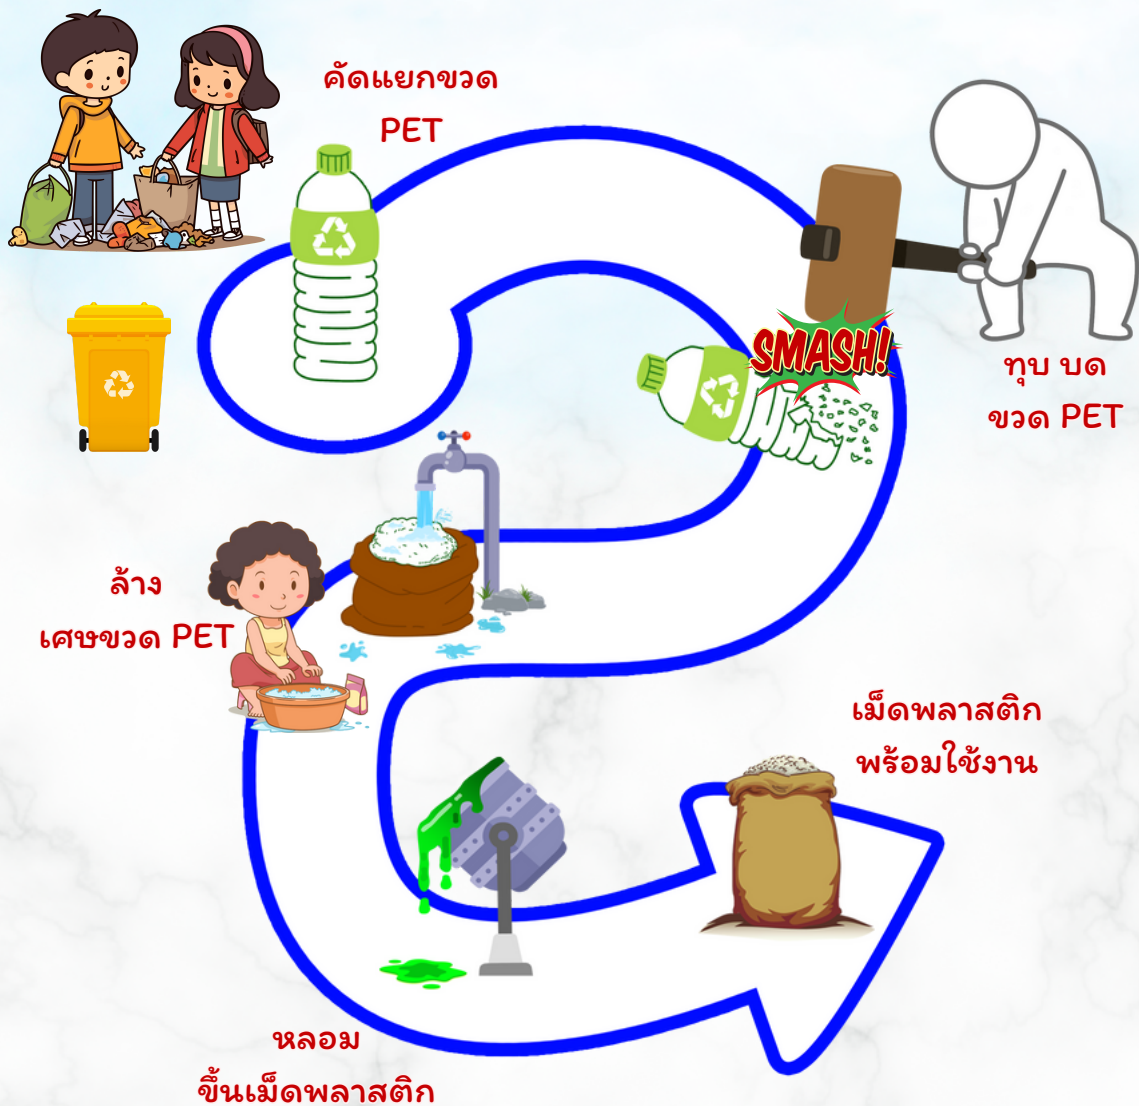 คัดแยกขวด
PET
SMASH!
ทุบ บด
ขวด PET
ล้าง
เศษขวด PET
เม็ดพลาสติก
พร้อมใช้งาน
หลอม
ขึ้นเม็ดพลาสติก